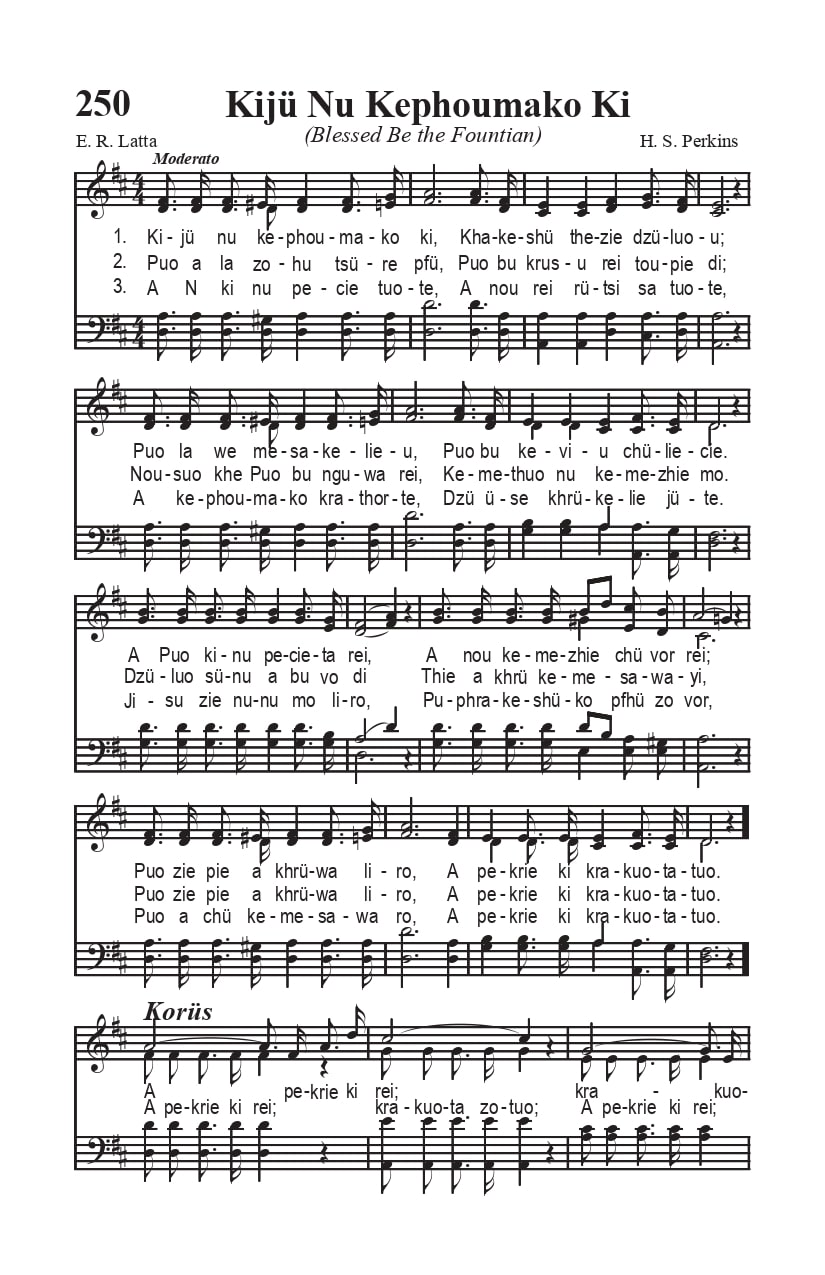 250 Kijü Nu Kephoumako Ki
(Blessed Be the Fountian)
E. R. Latta H. S. Perkins
Moderato
1. Ki - jü nu ke - phou - ma - ko ki, Kha - ke - shü the - zie dzü - luo - u;
2. Puo a la zo - hu tsü - re pfü, Puo bu krus - u rei tou - pie di;
3. A N ki nu pe - cie tuo - te, A nou rei rü - tsi sa tuo - te,
Puo la we me - sa - ke - lie - u, Puo bu ke - vi - u chü - lie - cie.
Nou - suo khe Puo bu ngu - wa rei, Ke - me - thuo nu ke - me - zhie mo.
A ke - phou - ma - ko kra - thor - te, Dzü ü - se khrü - ke - lie jü - te.
A Puo ki - nu pe - cie - ta rei, A nou ke - me - zhie chü vor rei;
Dzü - luo sü - nu a bu vo di Thie a khrü ke - me - sa - wa - yi,
Ji - su zie nu - nu mo li - ro, Pu - phra - ke - shü - ko pfhü zo vor,
Puo zie pie a khrü - wa li - ro, A pe - krie ki kra - kuo - ta - tuo.
Puo zie pie a khrü - wa li - ro, A pe - krie ki kra - kuo - ta - tuo.
Puo a chü ke - me - sa - wa ro, A pe - krie ki kra - kuo - ta - tuo.
Korüs
A pe - krie ki rei; kra - kuo -
A pe - krie ki rei; kra - kuo - ta zo - tuo; A pe - krie ki rei;